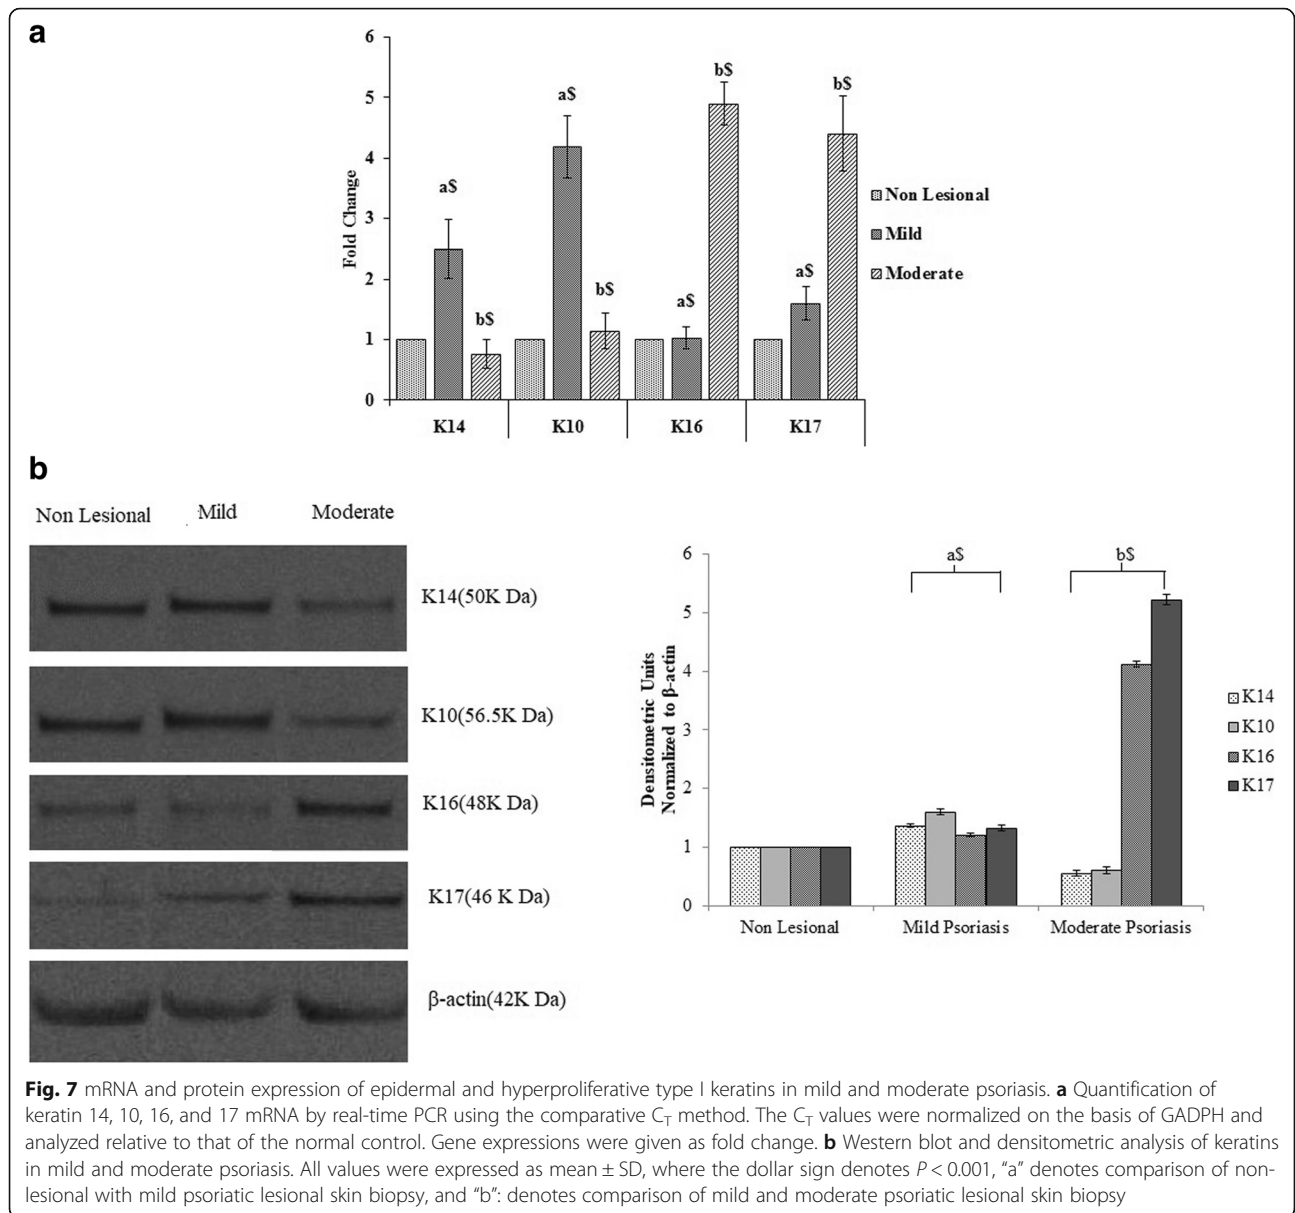 a
6
5
4
3
2
1
0
Fold Change
a$
b$
a$
b$
a$
b$
a$
b$
K14
K10
K16
K17
Non Lesional
Mild
Moderate
b
Non Lesional
Mild
Moderate
K14(50K Da)
K10(56.5K Da)
K16(48K Da)
K17(46 K Da)
β-actin(42K Da)
6
5
4
3
2
1
0
Densitometric Units
Normalized to β-actin
a$
b$
Non Lesional
Mild Psoriasis
Moderate Psoriasis
K14
K10
K16
K17
Fig. 7 mRNA and protein expression of epidermal and hyperproliferative type I keratins in mild and moderate psoriasis. a Quantification of
keratin 14, 10, 16, and 17 mRNA by real-time PCR using the comparative CT method. The CT values were normalized on the basis of GADPH and
analyzed relative to that of the normal control. Gene expressions were given as fold change. b Western blot and densitometric analysis of keratins
in mild and moderate psoriasis. All values were expressed as mean ± SD, where the dollar sign denotes P < 0.001, “a” denotes comparison of non-
lesional with mild psoriatic lesional skin biopsy, and “b”: denotes comparison of mild and moderate psoriatic lesional skin biopsy